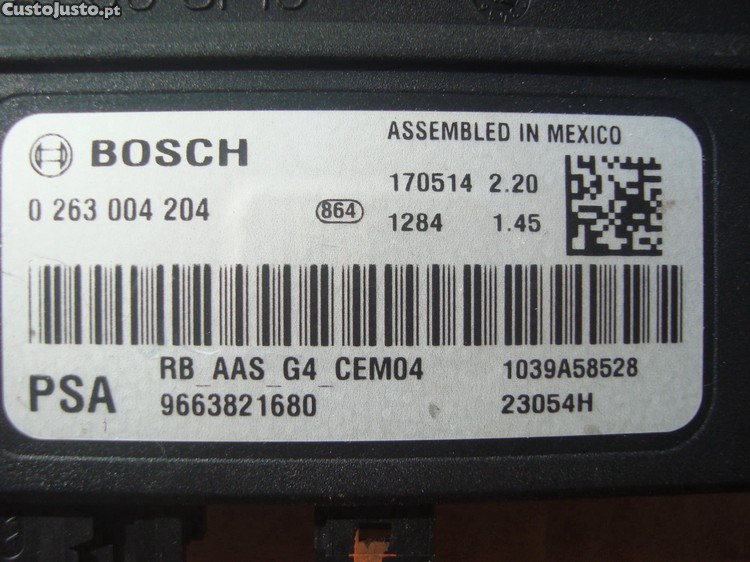 CustoJusto.pt
BOSCH
ASSEMBLED IN MEXICO
0 263 004 204
864
170514 2.20
1284 1.45
PSA
RB_AAS_G4_CEM04
9663821680
1039A58528
23054H